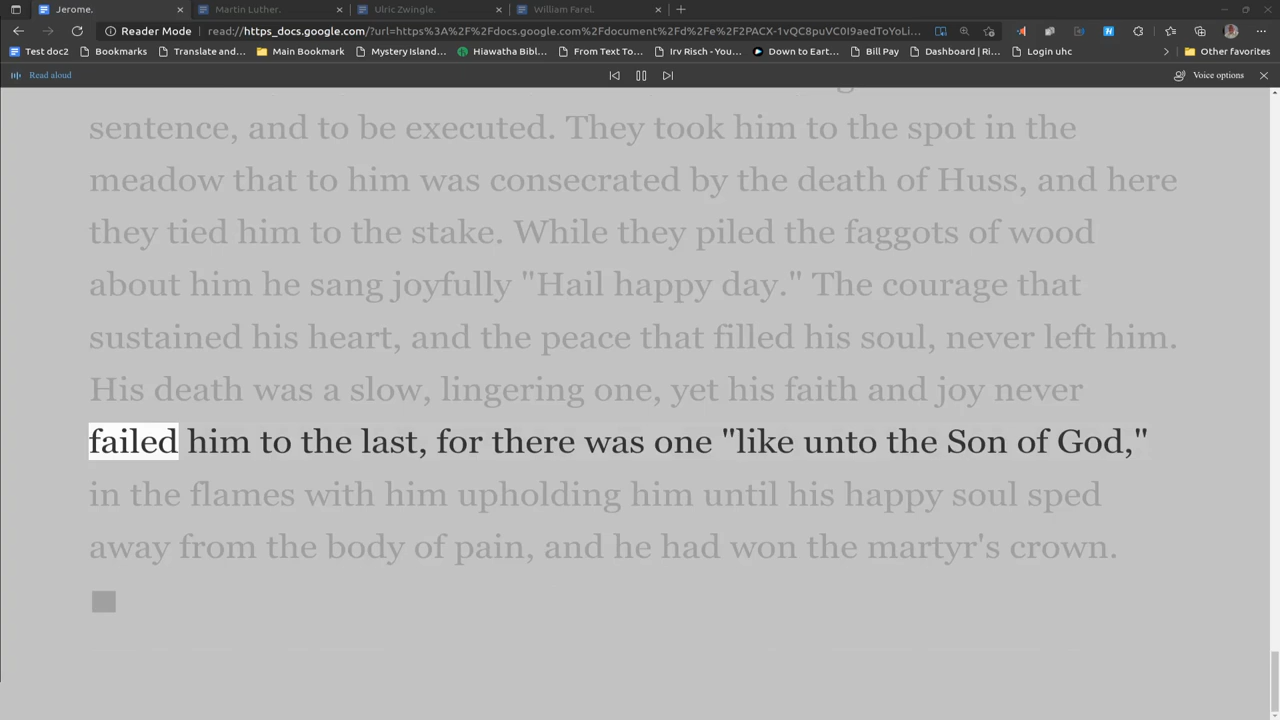 Jerome.
Martin Luther.
Ulric Zwingle.
William Farel.
Reader Mode
read://https_docs.google.com/?url=https%3A%2F%2Fdocs.google.com%2Fdocument%2Fd%2Fe%2F2PACX-1vQC8puVC0I9aedToYoLi...
Test doc2
Bookmarks
Translate and...
Main Bookmark
Mystery Island...
Hiawatha Bibl...
From Text To...
Irv Risch - You...
Down to Ear...
Bill Pay
Dashboard | Ri...
Login uhc
Other favorites
Read aloud
Voice options
sentence, and to be executed. They took him to the spot in the
meadow that to him was consecrated by the death of Huss, and here
they tied him to the stake. While they piled the faggots of wood
about him he sang joyfully "Hail happy day." The courage that
sustained his heart, and the peace that filled his soul, never left him.
His death was a slow, lingering one, yet his faith and joy never
failed him to the last, for there was one "like unto the Son of God,"
in the flames with him upholding him until his happy soul sped
away from the body of pain, and he had won the martyr's crown.